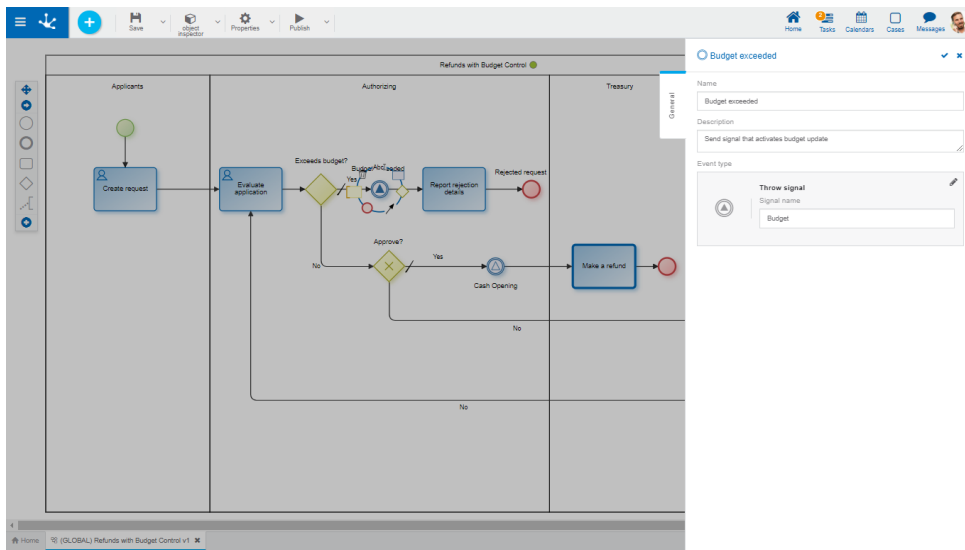 Save
object
inspector
Properties
Publish
Home
2
Tasks
Calendars
Cases
Messages
Refunds with Budget Control
Applicants
Authorizing
Treasury
Create request
Evaluate
application
Exceeds budget?
Yes
Report rejection
details
Rejected request
No
Approve?
Yes
Cash Opening
Make a refund
No
No
General
Budget exceeded
Name
Budget exceeded
Description
Send signal that activates budget update
Event type
Throw signal
Signal name
Budget
Home
(GLOBAL) Refunds with Budget Control v1